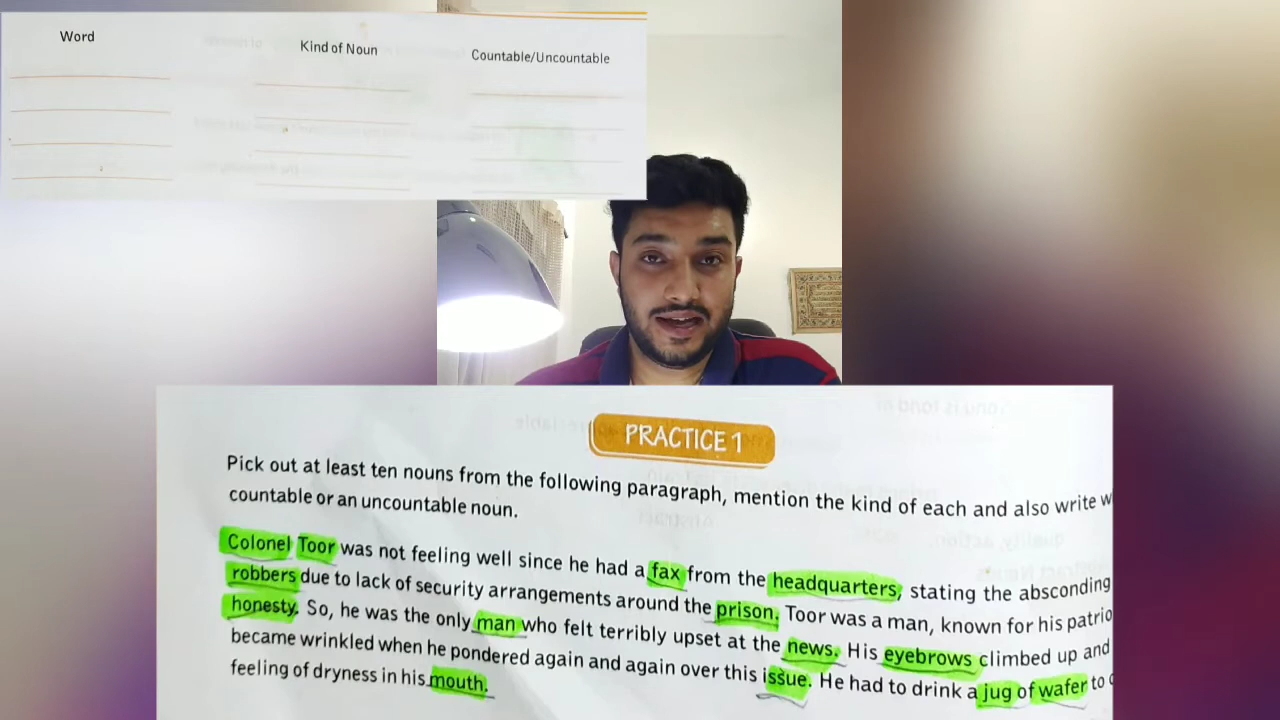 Word Kind of Noun Countable/Uncountable
PRACTICE 1
Pick out at least ten nouns from the following paragraph, mention the kind of each and also write
countable or an uncountable noun.
Colonel Toor was not feeling well since he had a fax from the headquarters, stating the absconding
robbers due to lack of security arrangements around the prison. Toor was a man, known for his
honesty. So, he was the only man who felt terribly upset at the news. His eyebrows climbed up and
became wrinkled when he pondered again and again over this issue. He had to drink a jug of wafer to
feeling of dryness in his mouth.